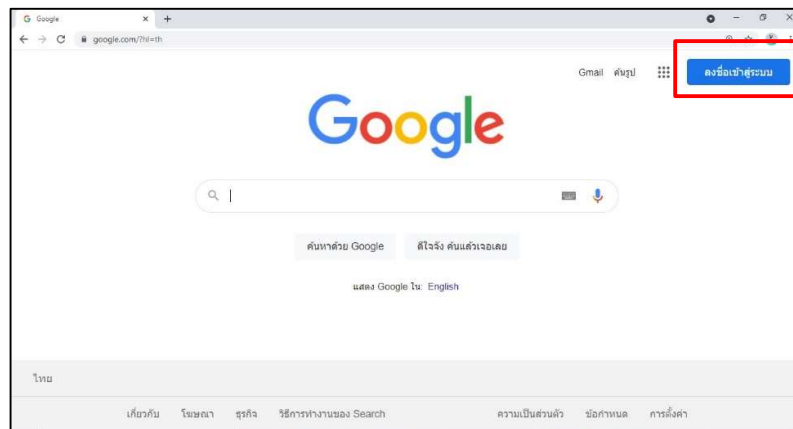 Google
google.com/?hl=th
Gmail ค้นรูป ลงชื่อเข้าสู่ระบบ
Google
ค้นหาด้วย Google ดีใจจัง ค้นแล้วเจอเลย
แสดง Google ใน: English
ไทย
เกี่ยวกับ โฆษณา ธุรกิจ วิธีการทำงานของ Search ความเป็นส่วนตัว ข้อกำหนด การตั้งค่า